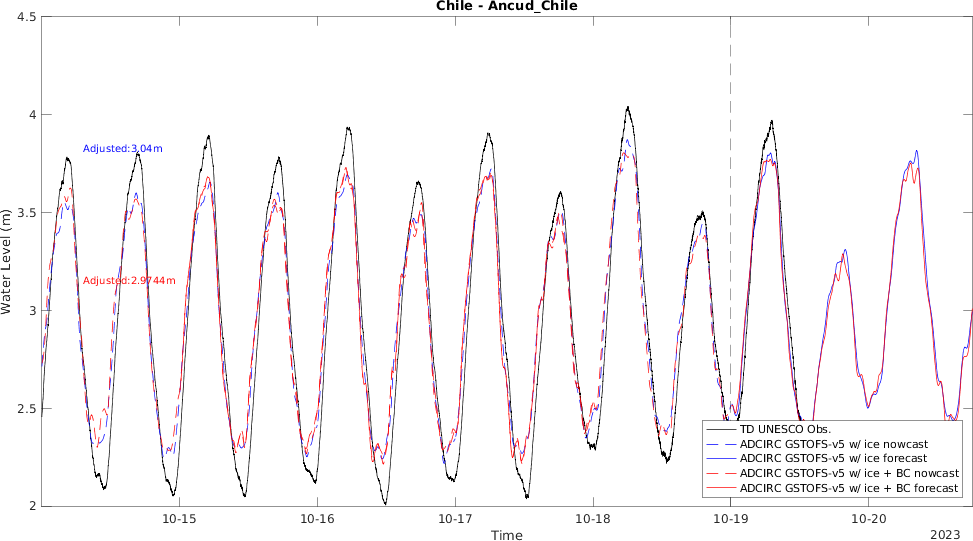 Chile - Ancud_Chile
4.5
4
3.5
3
2.5
2
Water Level (m)
Adjusted:3.04m
Adjusted:2.9744m
TD UNESCO Obs.
ADCIRC GSTOFS-v5 w/ ice nowcast
ADCIRC GSTOFS-v5 w/ ice forecast
ADCIRC GSTOFS-v5 w/ ice + BC nowcast
ADCIRC GSTOFS-v5 w/ ice + BC forecast
10-15
10-16
10-17
10-18
10-19
10-20
Time
2023